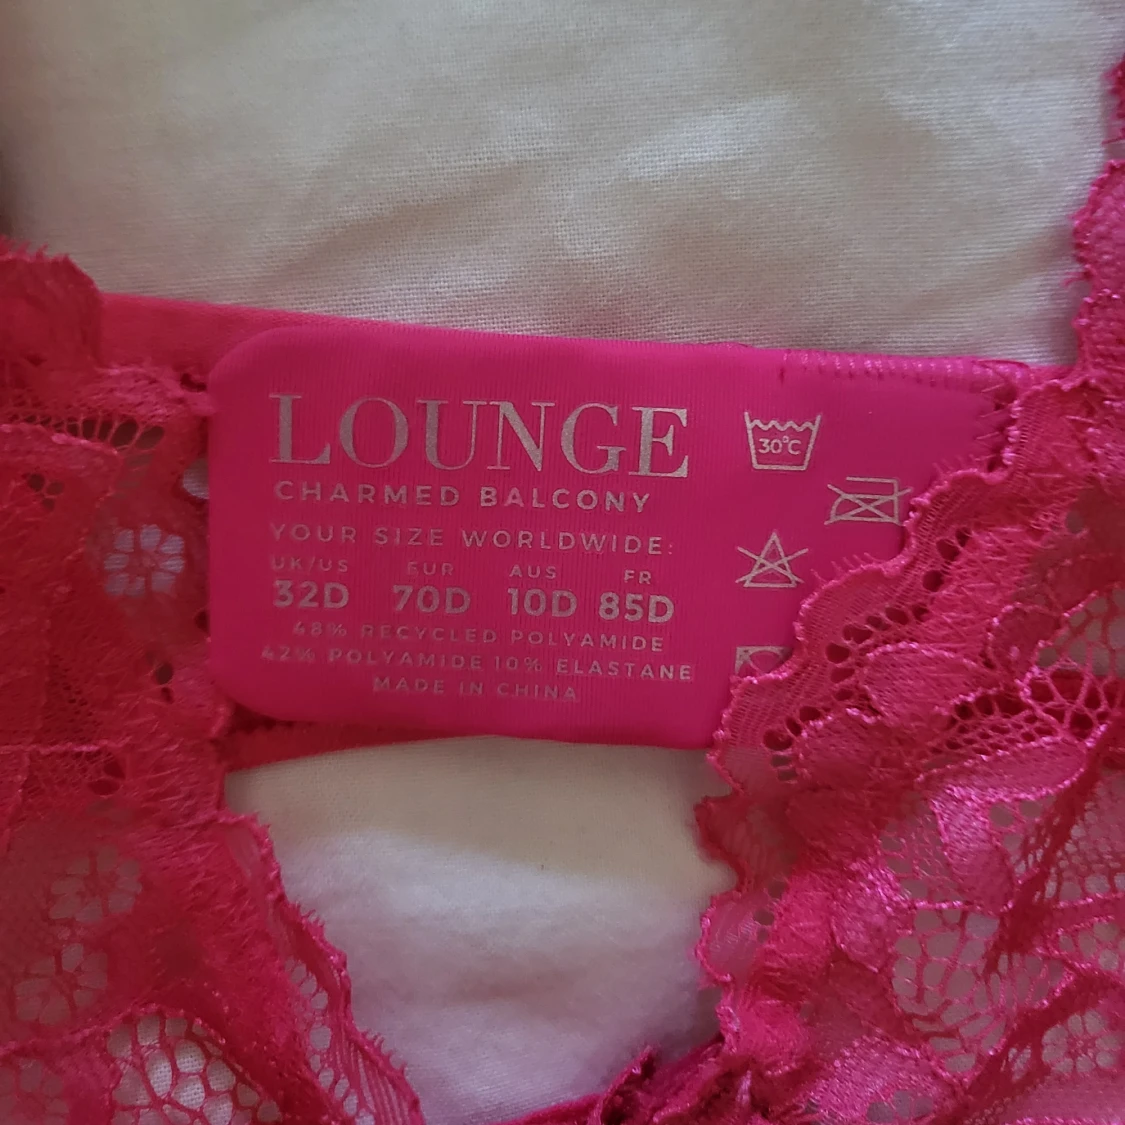 LOUNGE
CHARMED BALCONY
YOUR SIZE WORLDWIDE:
UK/US EUR AUS FR
32D 70D 10D 85D
48% RECYCLED POLYAMIDE
42% POLYAMIDE 10% ELASTANE
MADE IN CHINA
30°C